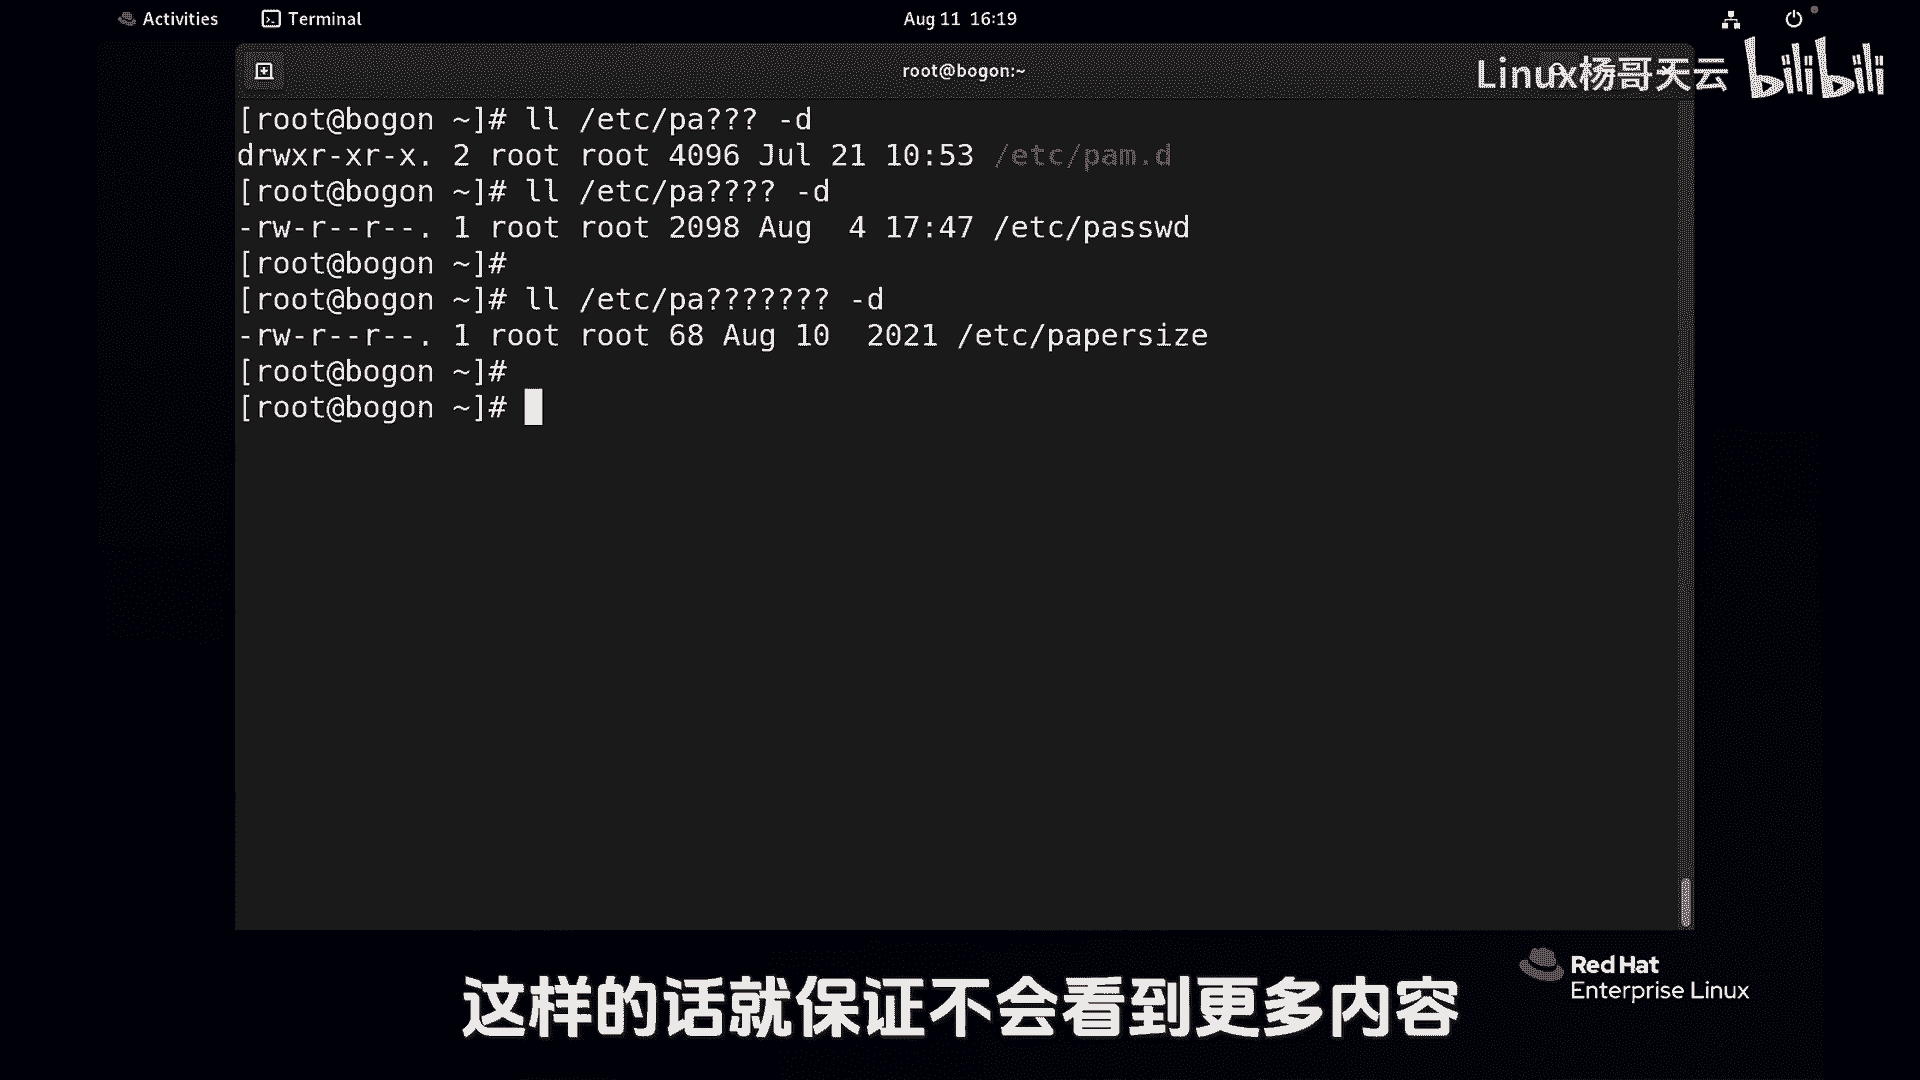 Activities
Terminal
Aug 11 16:19
root@bogon:~
Linux杨哥天云 bilibili
[root@bogon ~]# ll /etc/pa??? -d
drwxr-xr-x. 2 root root 4096 Jul 21 10:53 /etc/pam.d
[root@bogon ~]# ll /etc/pa???? -d
-rw-r--r--. 1 root root 2098 Aug  4 17:47 /etc/passwd
[root@bogon ~]#
[root@bogon ~]# ll /etc/pa??????? -d
-rw-r--r--. 1 root root 68 Aug 10  2021 /etc/papersize
[root@bogon ~]#
[root@bogon ~]#
Red Hat
Enterprise Linux
这样的话就保证不会看到更多内容